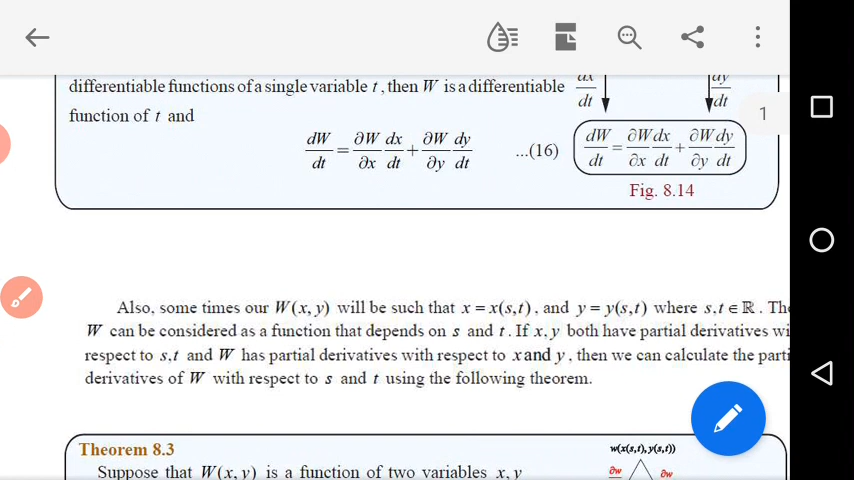 differentiable functions of a single variable t, then W is a differentiable
function of t and
dW/dt = ∂W/∂x dx/dt + ∂W/∂y dy/dt ...(16)
dx/dt dy/dt
dW/dt = ∂W/∂x dx/dt + ∂W/∂y dy/dt
Fig. 8.14
1
Also, some times our W(x, y) will be such that x = x(s,t), and y = y(s,t) where s,t ∈ ℝ. The
W can be considered as a function that depends on s and t. If x, y both have partial derivatives wi
respect to s,t and W has partial derivatives with respect to x and y, then we can calculate the parti
derivatives of W with respect to s and t using the following theorem.
Theorem 8.3
Suppose that W(x, y) is a function of two variables x, y
w(x(s,t),y(s,t))
∂w ∂w